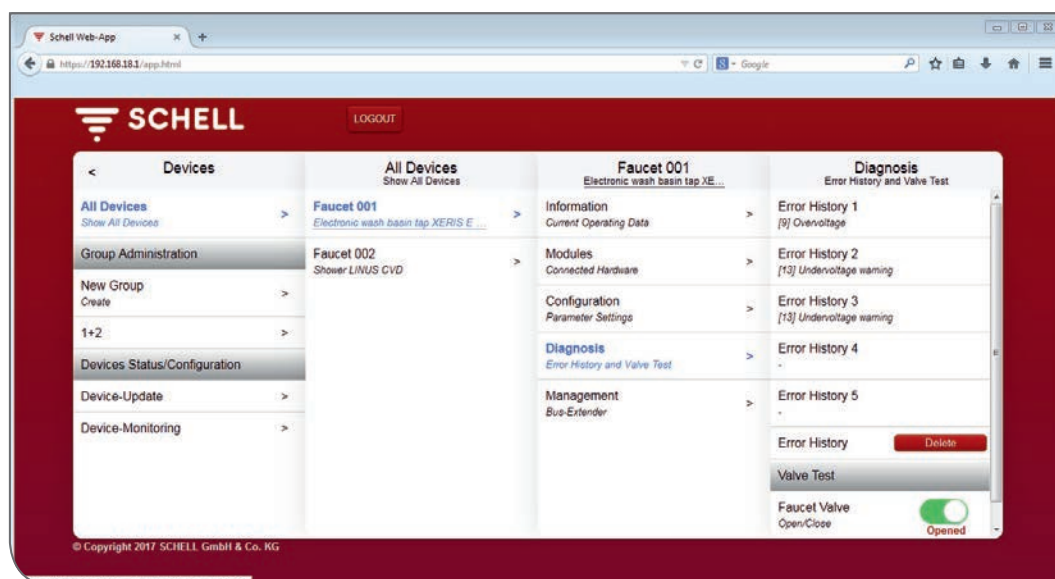 Schell Web-App
https://192.168.18.1/app.html
Google
SCHELL
LOGOUT
<
Devices
All Devices
Show All Devices
>
Group Administration
New Group
Create
>
1+2
>
Devices Status/Configuration
Device-Update
>
Device-Monitoring
>
All Devices
Show All Devices
Faucet 001
Electronic wash basin tap XERIS E ...
>
Faucet 002
Shower LINUS CVD
>
Faucet 001
Electronic wash basin tap XE...
Information
Current Operating Data
>
Modules
Connected Hardware
>
Configuration
Parameter Settings
>
Diagnosis
Error History and Valve Test
>
Management
Bus-Extender
>
Diagnosis
Error History and Valve Test
Error History 1
[9] Overvoltage
Error History 2
[13] Undervoltage warning
Error History 3
[13] Undervoltage warning
Error History 4
-
Error History 5
-
Error History
Delete
Valve Test
Faucet Valve
Open/Close
Opened
© Copyright 2017 SCHELL GmbH & Co. KG